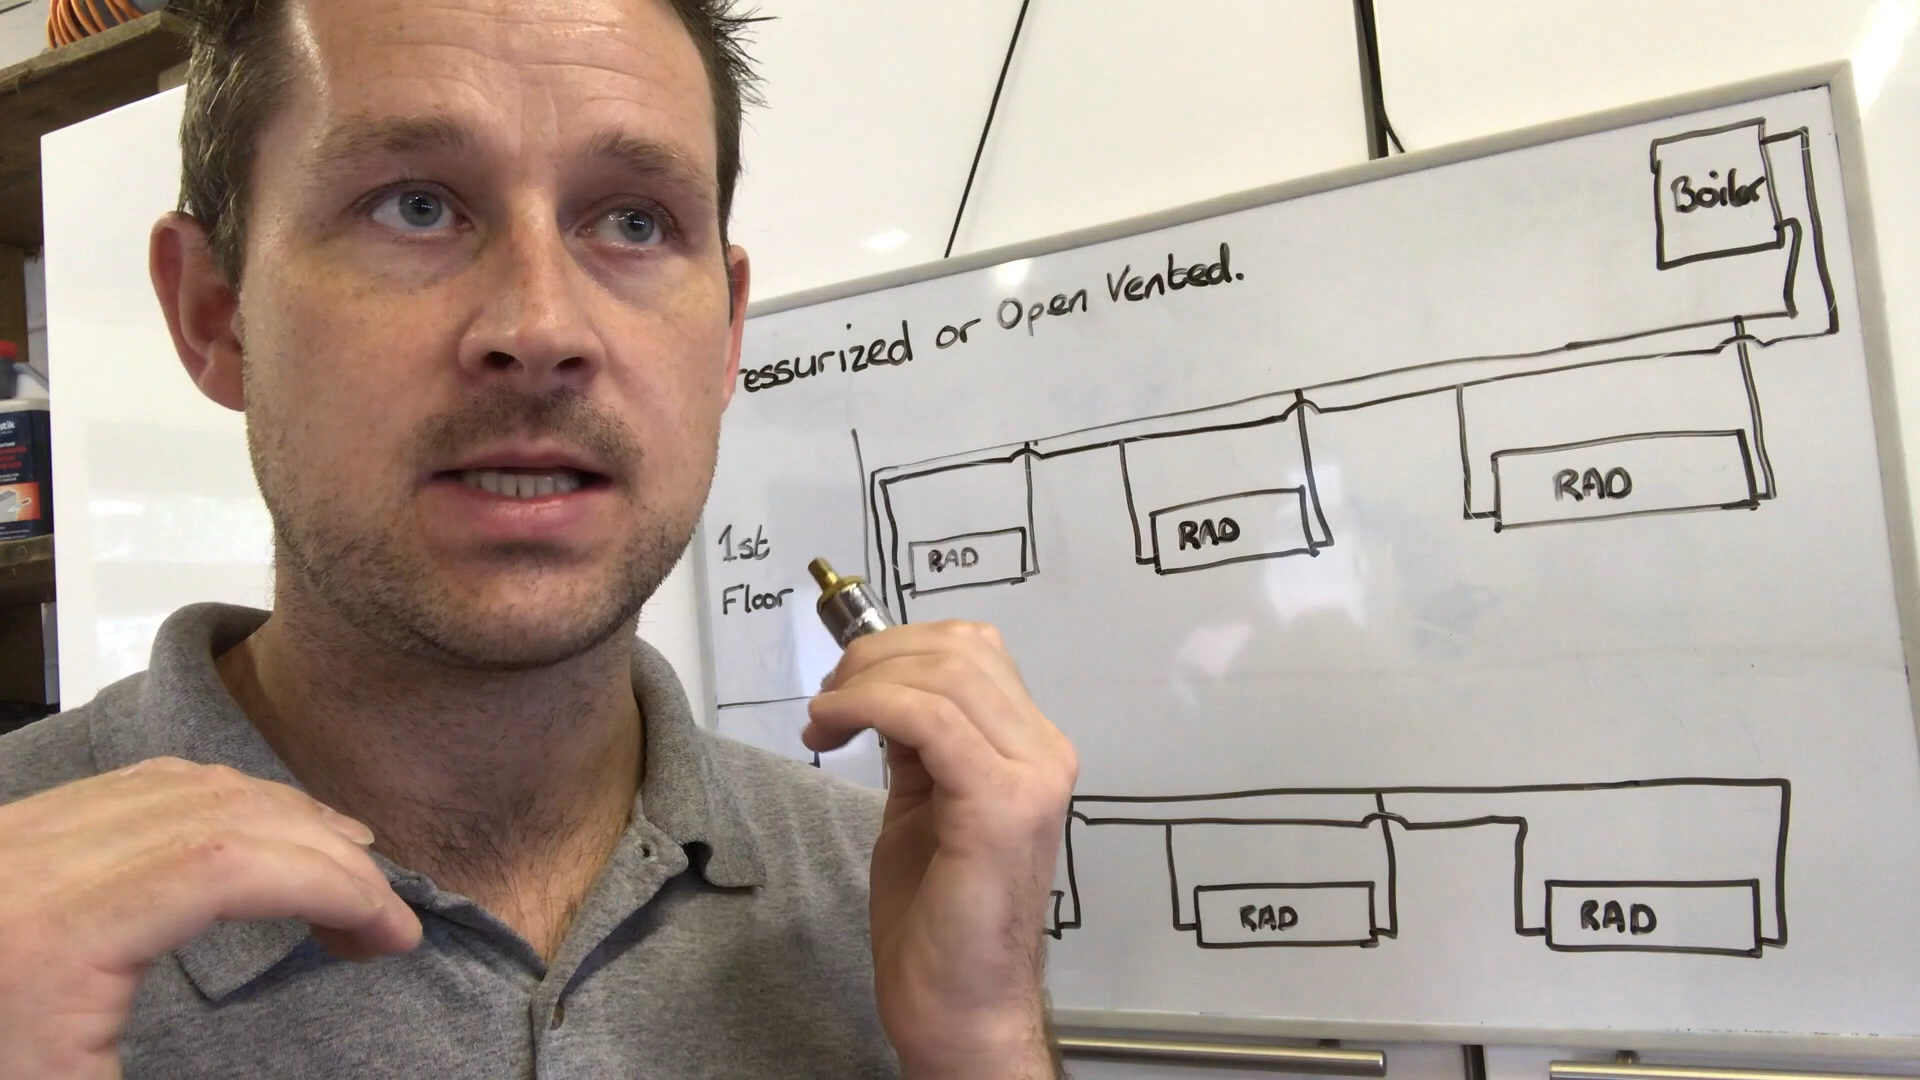 essurized or Open Vented.
Boiler
RAD
RAD
RAD
1st
Floor
RAD
RAD